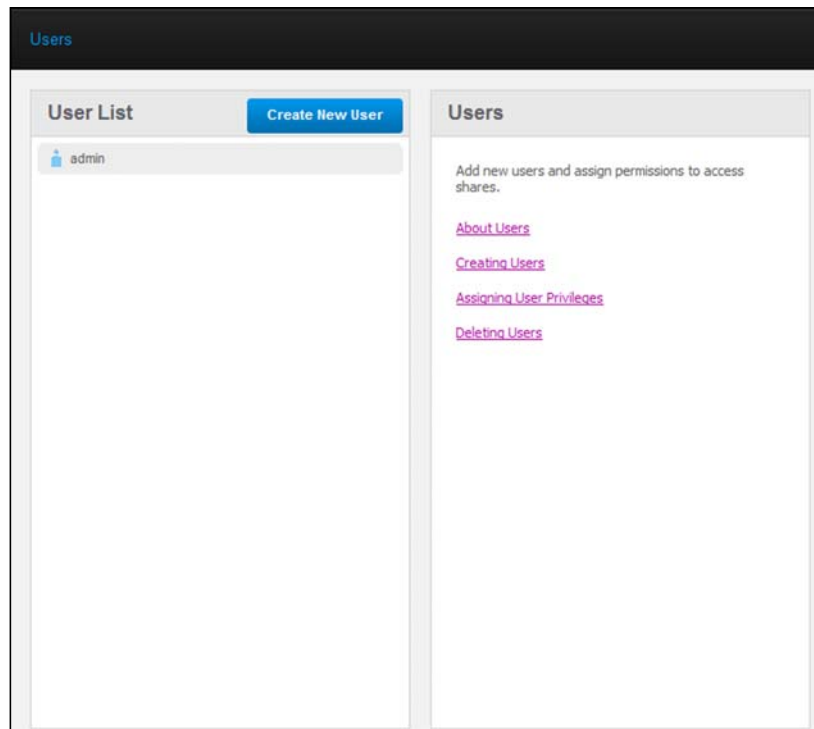 Users
User List
Create New User
admin
Users
Add new users and assign permissions to access
shares.
About Users
Creating Users
Assigning User Privileges
Deleting Users